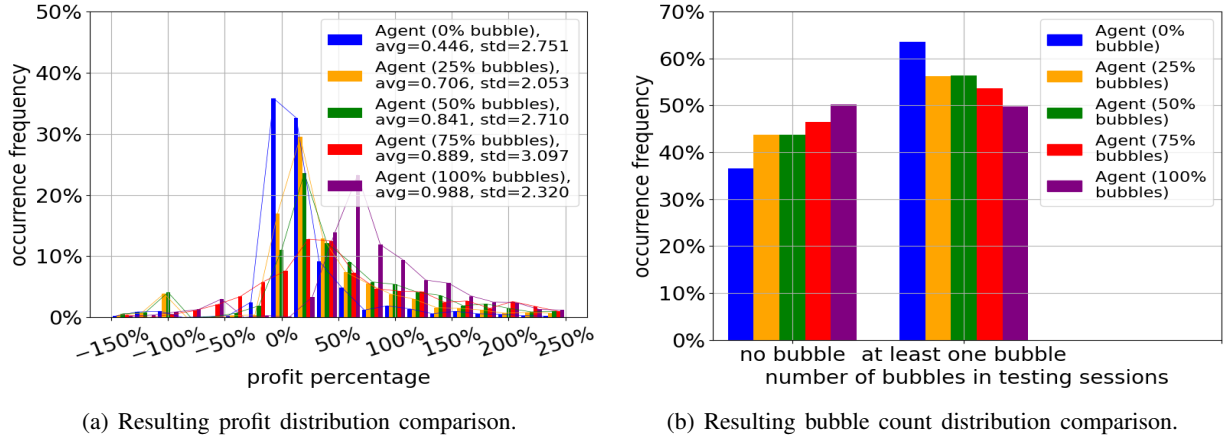 50%
40%
30%
20%
10%
0%
occurrence frequency
Agent (0% bubble),
avg=0.446, std=2.751
Agent (25% bubbles),
avg=0.706, std=2.053
Agent (50% bubbles),
avg=0.841, std=2.710
Agent (75% bubbles),
avg=0.889, std=3.097
Agent (100% bubbles),
avg=0.988, std=2.320
−150% −100% −50% 0% 50% 100% 150% 200% 250%
profit percentage
(a) Resulting profit distribution comparison.
70%
60%
50%
40%
30%
20%
10%
0%
occurrence frequency
Agent (0%
bubble)
Agent (25%
bubbles)
Agent (50%
bubbles)
Agent (75%
bubbles)
Agent (100%
bubbles)
no bubble at least one bubble
number of bubbles in testing sessions
(b) Resulting bubble count distribution comparison.